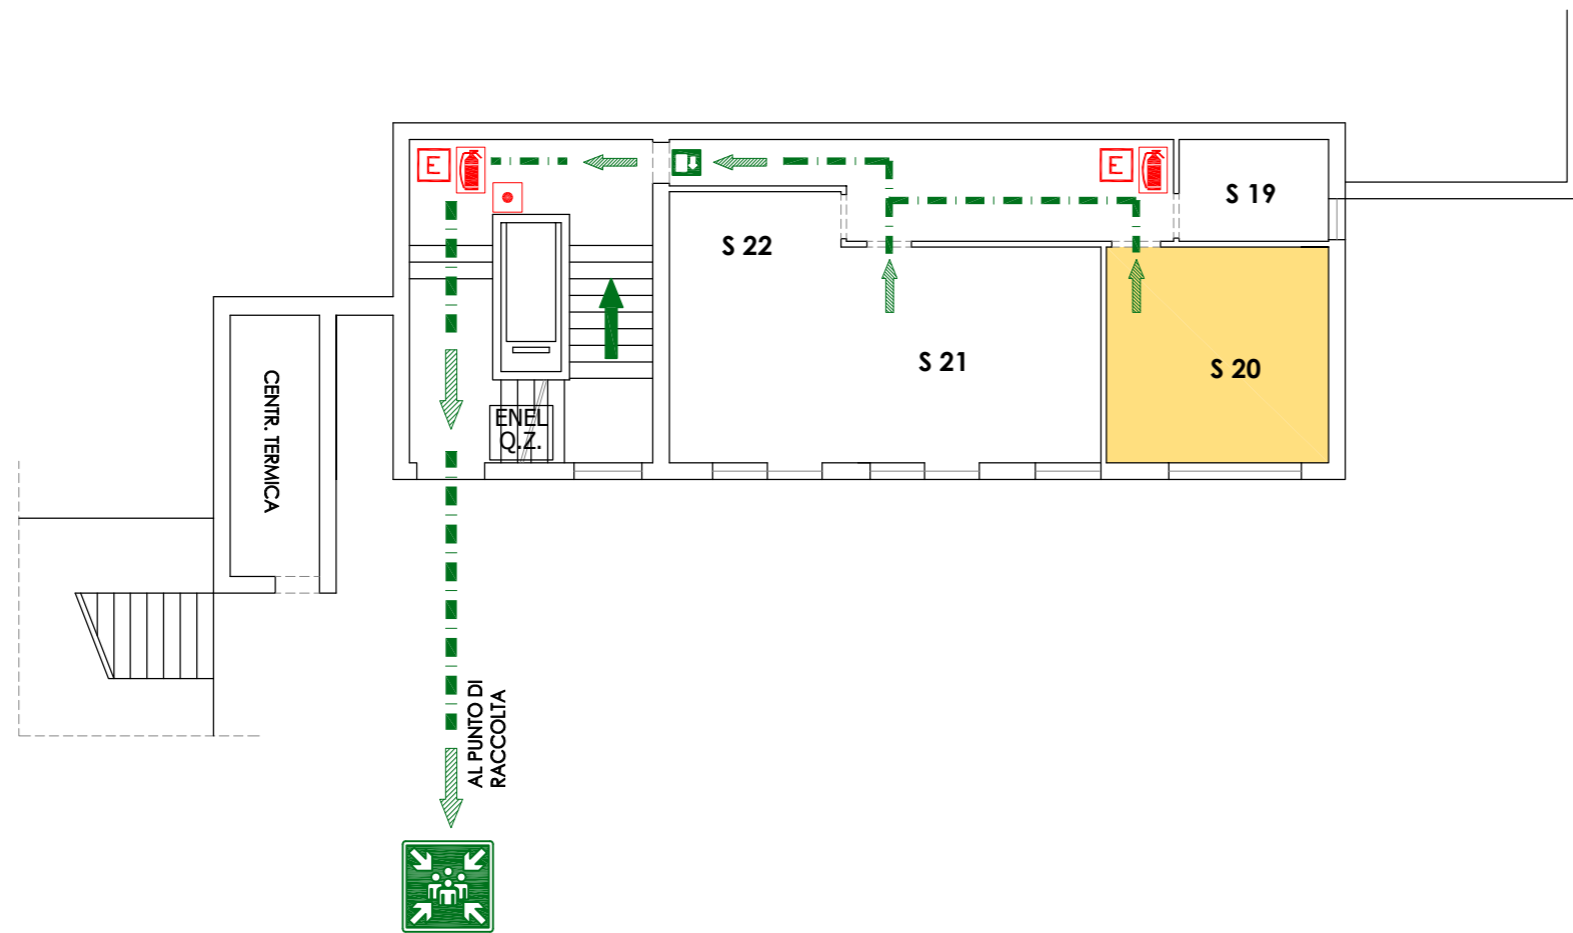 E
E
S 19
S 22
S 21
S 20
CENTR. TERMICA
ENEL
Q.Z.
AL PUNTO DI
RACCOLTA